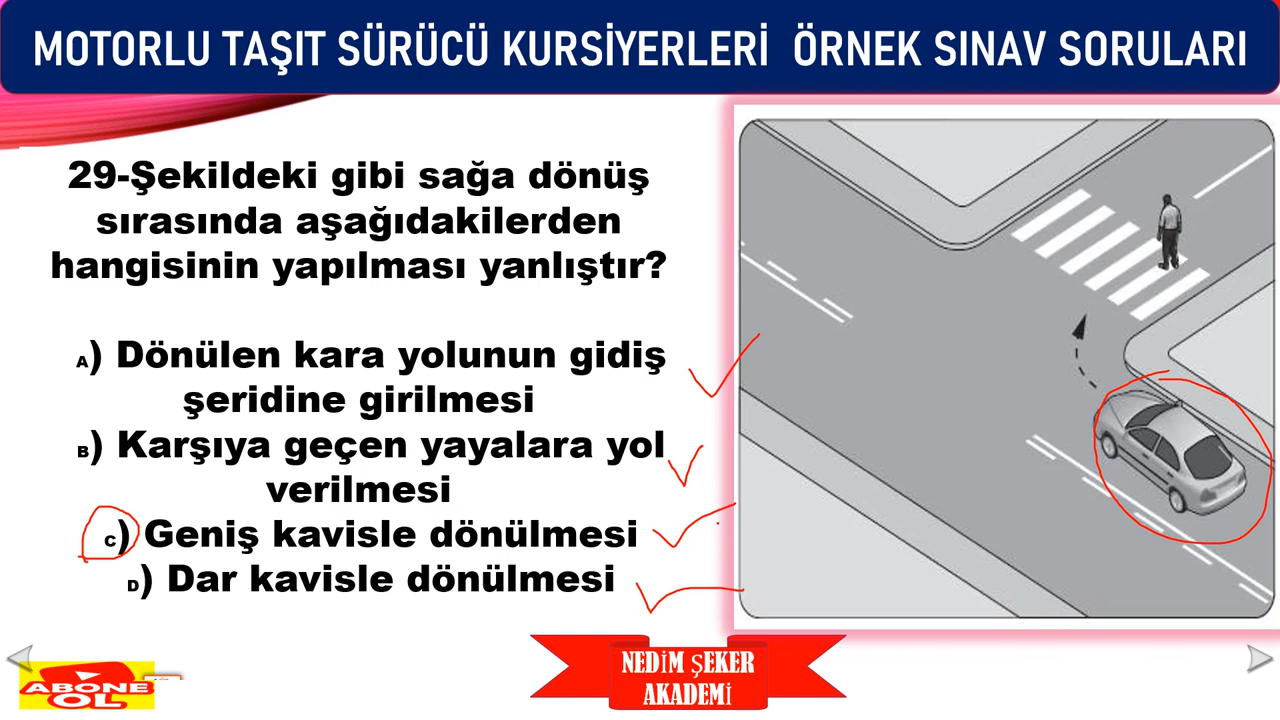 MOTORLU TAŞIT SÜRÜCÜ KURSİYERLERİ ÖRNEK SINAV SORULARI
29-Şekildeki gibi sağa dönüş
sırasında aşağıdakilerden
hangisinin yapılması yanlıştır?
A) Dönülen kara yolunun gidiş
şeridine girilmesi
B) Karşıya geçen yayalara yol
verilmesi
C) Geniş kavisle dönülmesi
D) Dar kavisle dönülmesi
NEDİM ŞEKER
AKADEMİ
ABONE
OL